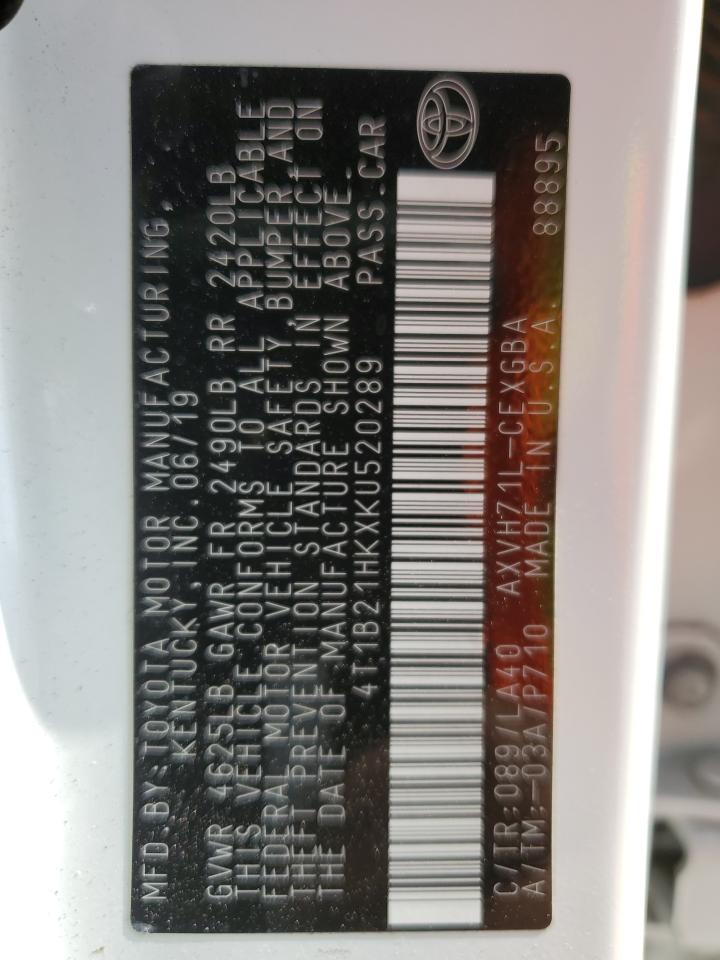 MFD.BY:TOYOTA MOTOR MANUFACTURING,
KENTUCKY, INC.06/19
GVWR 4625LB GAWR FR 2490LB RR 2420LB
THIS VEHICLE CONFORMS TO ALL APPLICABLE
FEDERAL MOTOR VEHICLE SAFETY, BUMPER AND
THEFT PREVENTION STANDARDS IN EFFECT ON
THE DATE OF MANUFACTURE SHOWN ABOVE.
4T1B21HKXKU520289 PASS.CAR
C/TR:089/LA40 AXVH71L-CEXGBA
A/TM:-03A/P710 MADE IN U.S.A. 88895